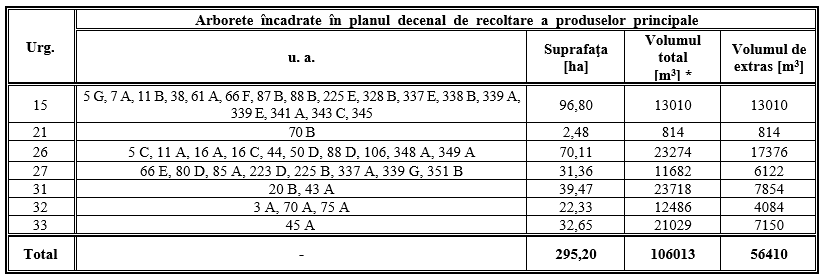 Arborete încadrate în planul decenal de recoltare a produselor principale
Urg. u. a. Suprafaţa [ha] Volumul total [m³] * Volumul de extras [m³]
15 5 G, 7 A, 11 B, 38, 61 A, 66 F, 87 B, 88 B, 225 E, 328 B, 337 E, 338 B, 339 A, 96,80 13010 13010
339 E, 341 A, 343 C, 345
21 70 B 2,48 814 814
26 5 C, 11 A, 16 A, 16 C, 44, 50 D, 88 D, 106, 348 A, 349 A 70,11 23274 17376
27 66 E, 80 D, 85 A, 223 D, 225 B, 337 A, 339 G, 351 B 31,36 11682 6122
31 20 B, 43 A 39,47 23718 7854
32 3 A, 70 A, 75 A 22,33 12486 4084
33 45 A 32,65 21029 7150
Total - 295,20 106013 56410